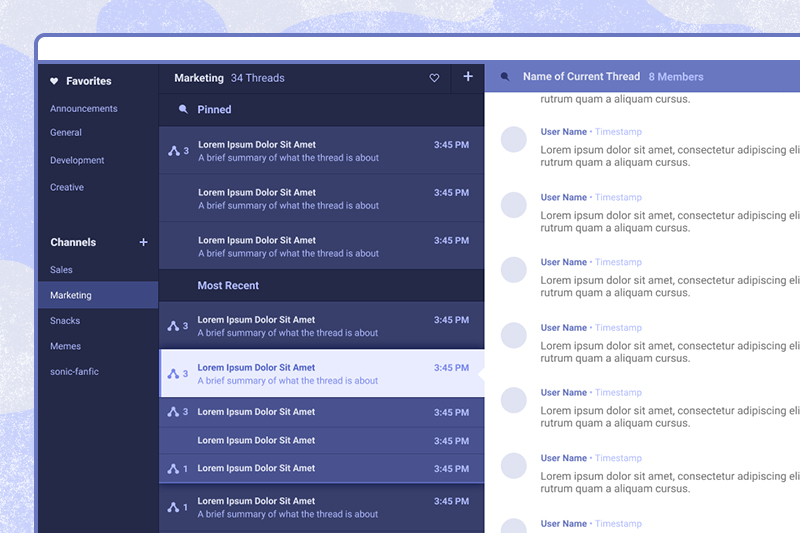 Favorites
Announcements
General
Development
Creative
Channels +
Sales
Marketing
Snacks
Memes
sonic-fanfic
Marketing 34 Threads +
Pinned
3 Lorem Ipsum Dolor Sit Amet 3:45 PM
A brief summary of what the thread is about
Lorem Ipsum Dolor Sit Amet 3:45 PM
A brief summary of what the thread is about
Lorem Ipsum Dolor Sit Amet 3:45 PM
A brief summary of what the thread is about
Most Recent
3 Lorem Ipsum Dolor Sit Amet 3:45 PM
A brief summary of what the thread is about
3 Lorem Ipsum Dolor Sit Amet 3:45 PM
A brief summary of what the thread is about
3 Lorem Ipsum Dolor Sit Amet 3:45 PM
Lorem Ipsum Dolor Sit Amet 3:45 PM
1 Lorem Ipsum Dolor Sit Amet 3:45 PM
1 Lorem Ipsum Dolor Sit Amet 3:45 PM
A brief summary of what the thread is about
Name of Current Thread 8 Members
rutrum quam a aliquam cursus.
User Name • Timestamp
Lorem ipsum dolor sit amet, consectetur adipiscing eli
rutrum quam a aliquam cursus.
User Name • Timestamp
Lorem ipsum dolor sit amet, consectetur adipiscing eli
rutrum quam a aliquam cursus.
User Name • Timestamp
Lorem ipsum dolor sit amet, consectetur adipiscing eli
rutrum quam a aliquam cursus.
User Name • Timestamp
Lorem ipsum dolor sit amet, consectetur adipiscing eli
rutrum quam a aliquam cursus.
User Name • Timestamp
Lorem ipsum dolor sit amet, consectetur adipiscing eli
rutrum quam a aliquam cursus.
User Name • Timestamp
Lorem ipsum dolor sit amet, consectetur adipiscing eli
rutrum quam a aliquam cursus.
User Name • Timestamp